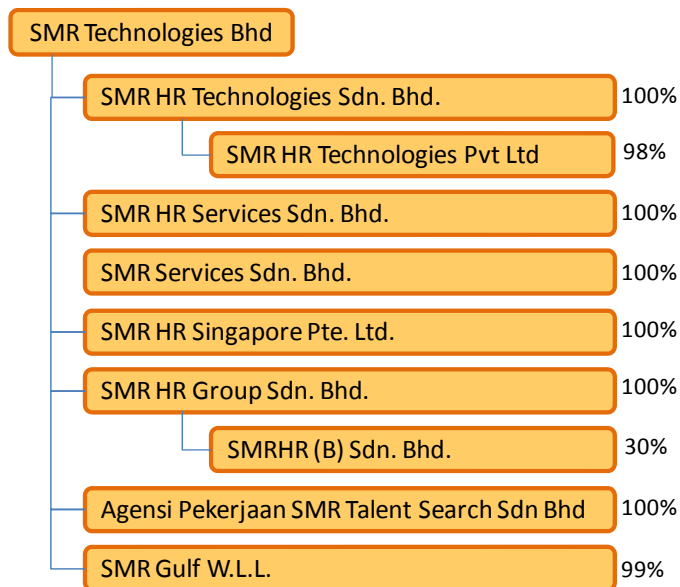 SMR Technologies Bhd
SMR HR Technologies Sdn. Bhd. 100%
SMR HR Technologies Pvt Ltd 98%
SMR HR Services Sdn. Bhd. 100%
SMR Services Sdn. Bhd. 100%
SMR HR Singapore Pte. Ltd. 100%
SMR HR Group Sdn. Bhd. 100%
SMRHR (B) Sdn. Bhd. 30%
Agensi Pekerjaan SMR Talent Search Sdn Bhd 100%
SMR Gulf W.L.L. 99%